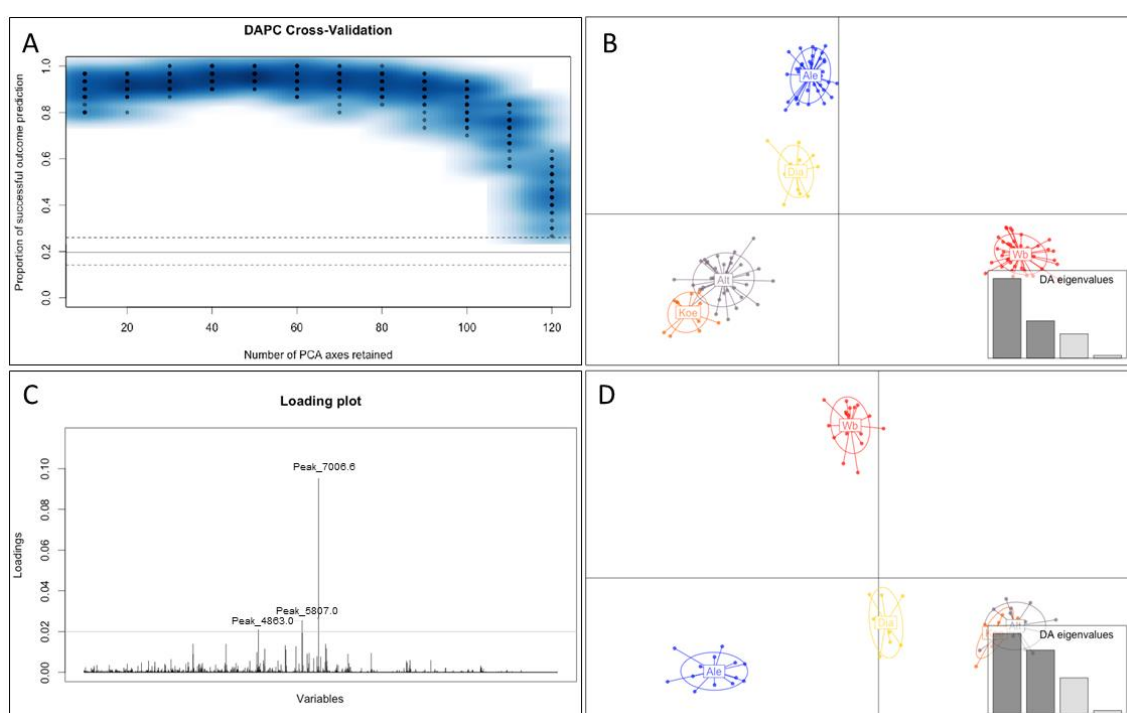 A
DAPC Cross-Validation
Proportion of successful outcome prediction
1.0
0.8
0.6
0.4
0.2
0.0
20
40
60
80
100
120
Number of PCA axes retained
B
Ale
Dia
Alt
Koe
Wb
DA eigenvalues
C
Loading plot
Loadings
0.10
0.08
0.06
0.04
0.02
0.00
Peak_7006.6
Peak_5807.0
Peak_4863.0
Variables
D
Wb
Dia
Alt
Ale
DA eigenvalues